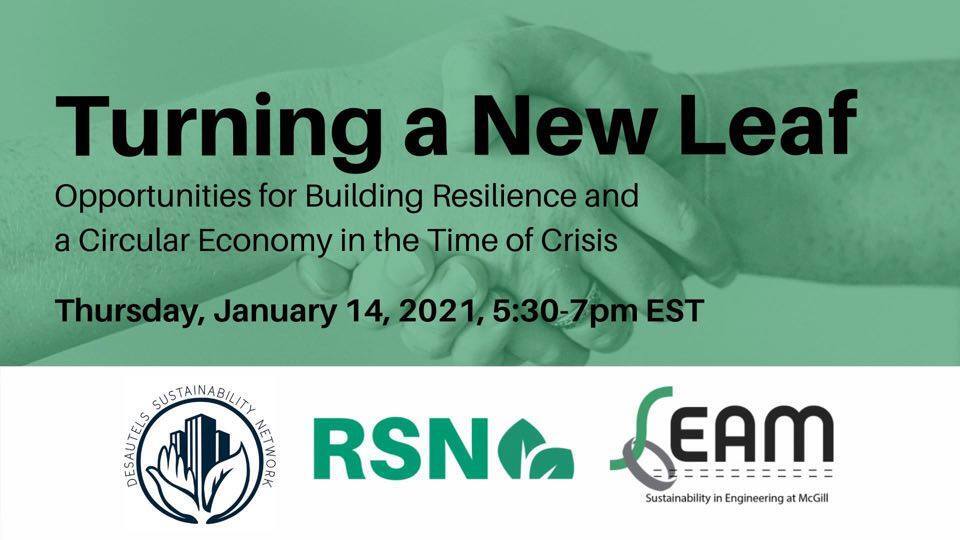 Turning a New Leaf
Opportunities for Building Resilience and
a Circular Economy in the Time of Crisis
Thursday, January 14, 2021, 5:30-7pm EST
DESAUTELS SUSTAINABILITY NETWORK
RSN
SEAM
Sustainability in Engineering at McGill